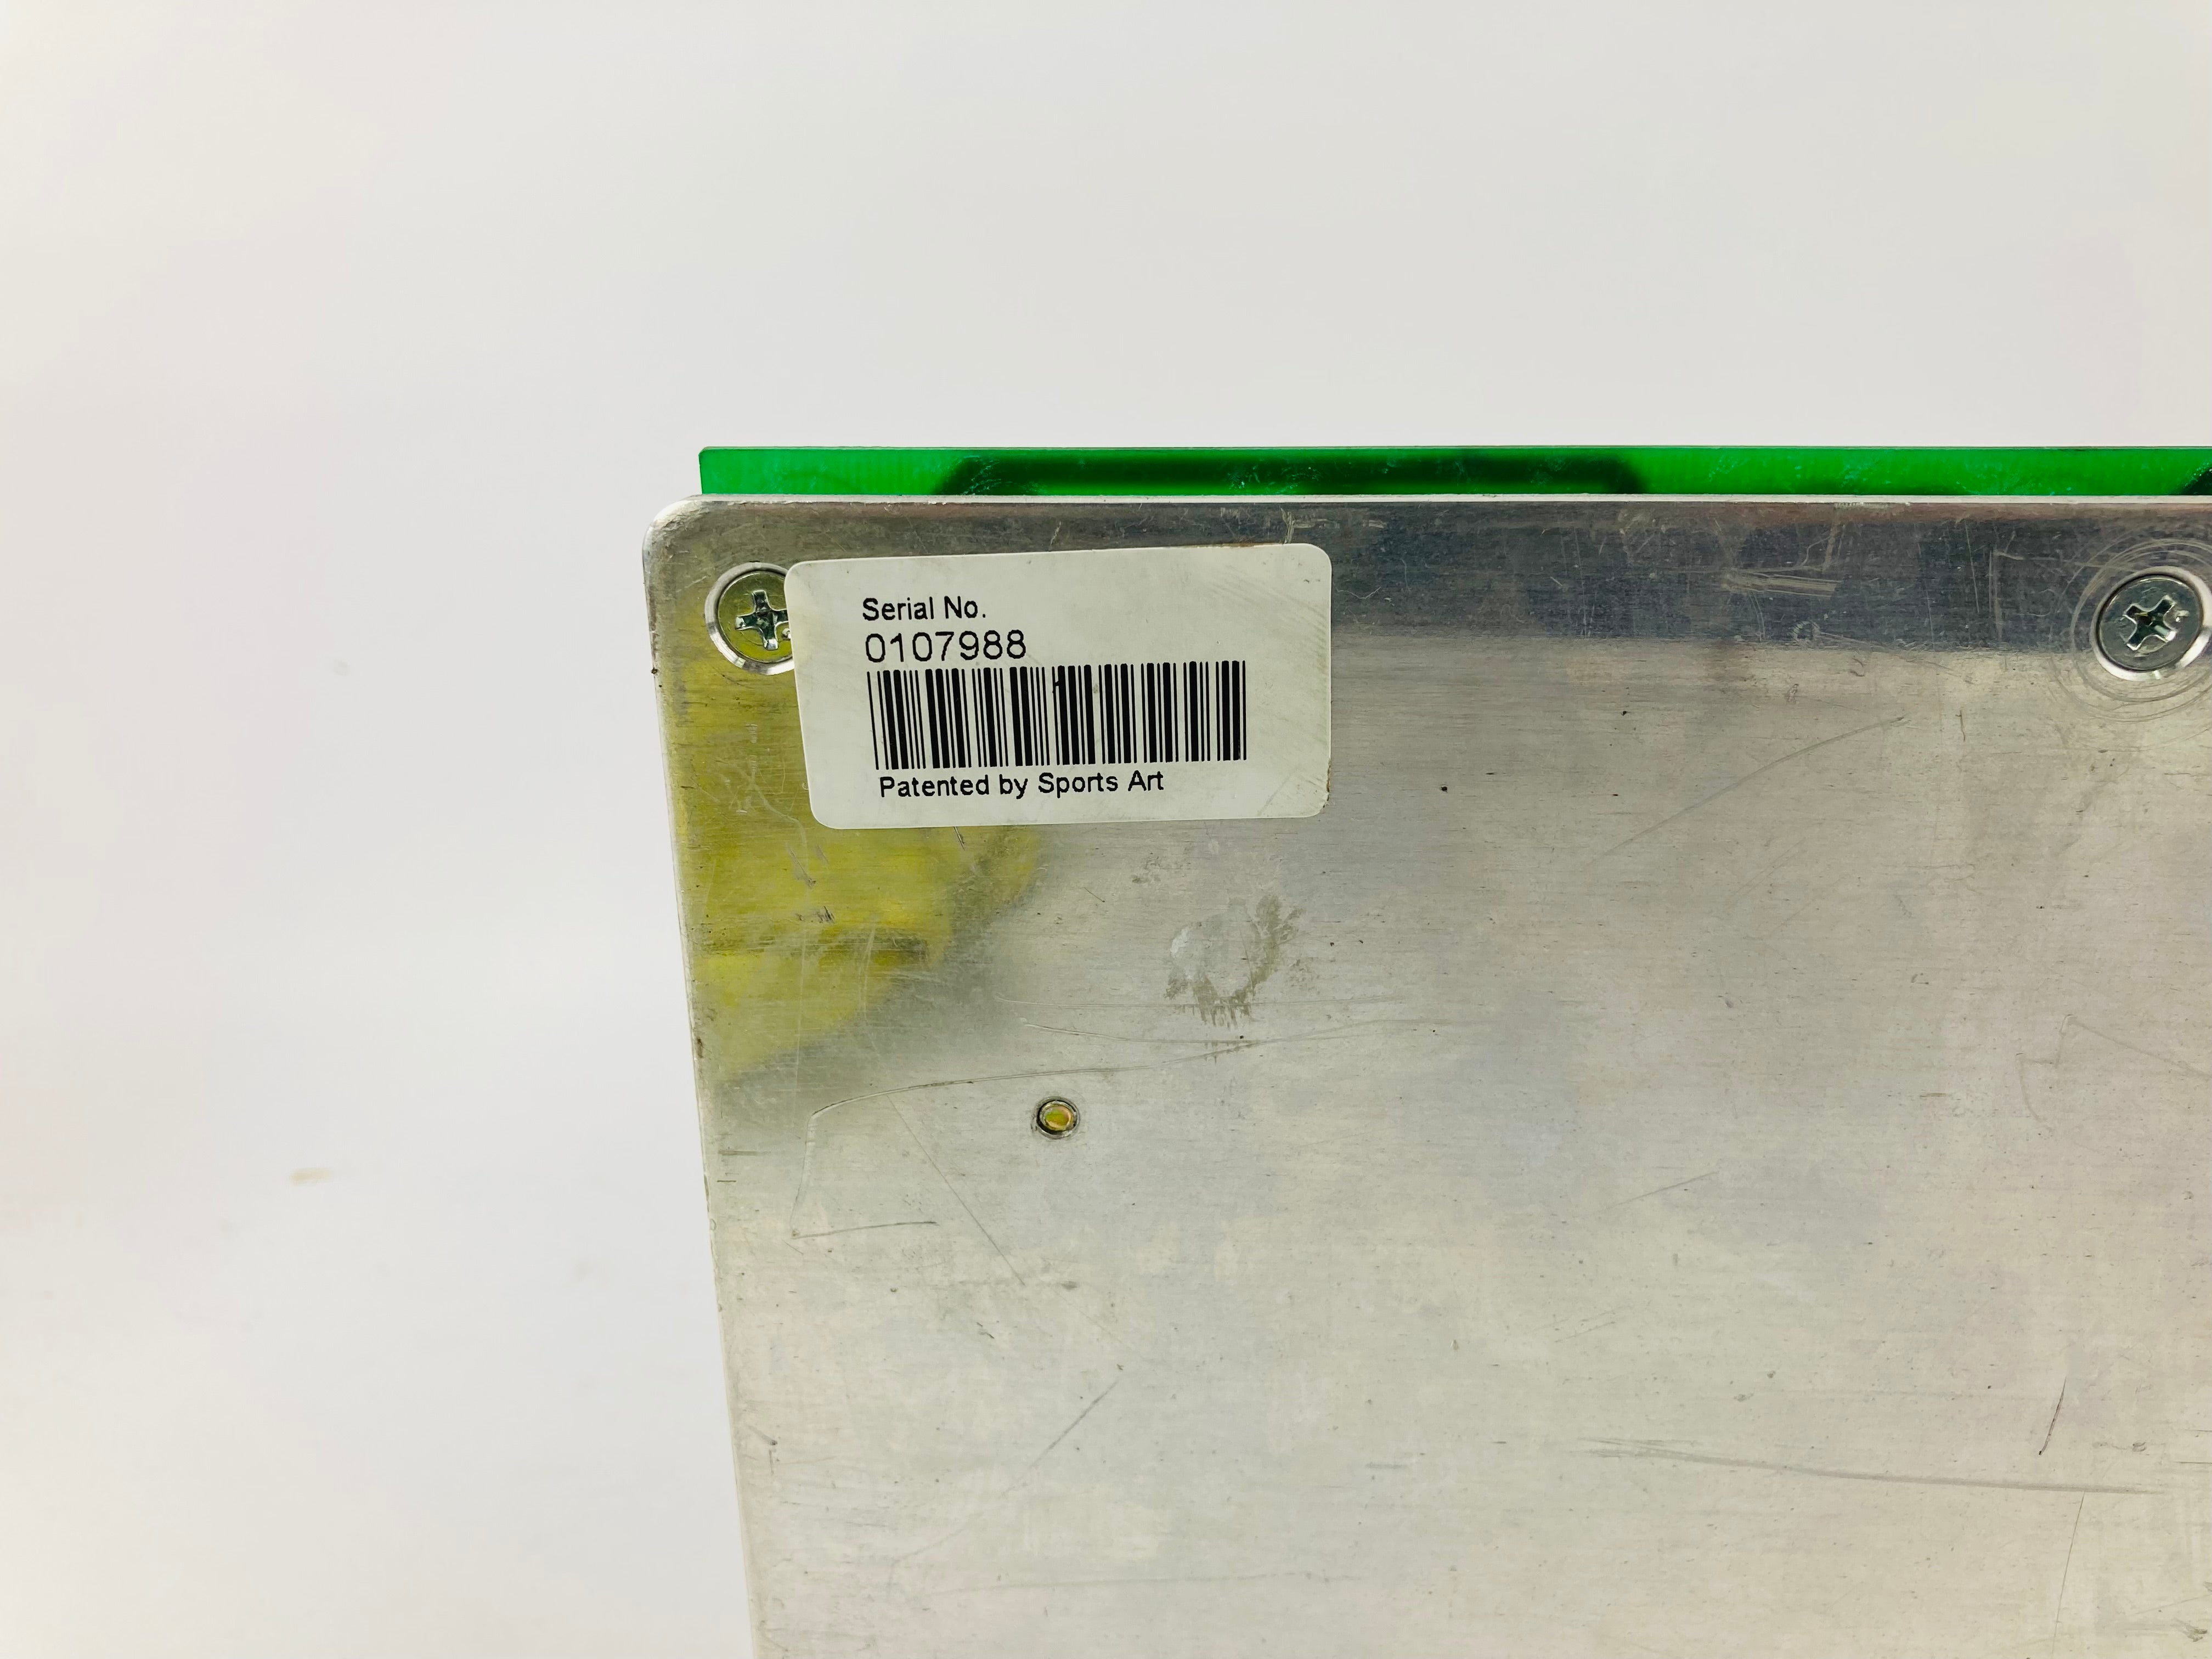 Serial No.
0107988
Patented by Sports Art